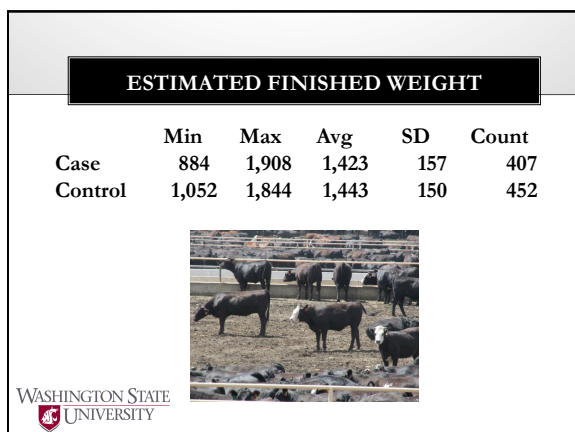 ESTIMATED FINISHED WEIGHT
Min Max Avg SD Count
Case 884 1,908 1,423 157 407
Control 1,052 1,844 1,443 150 452
WASHINGTON STATE
UNIVERSITY